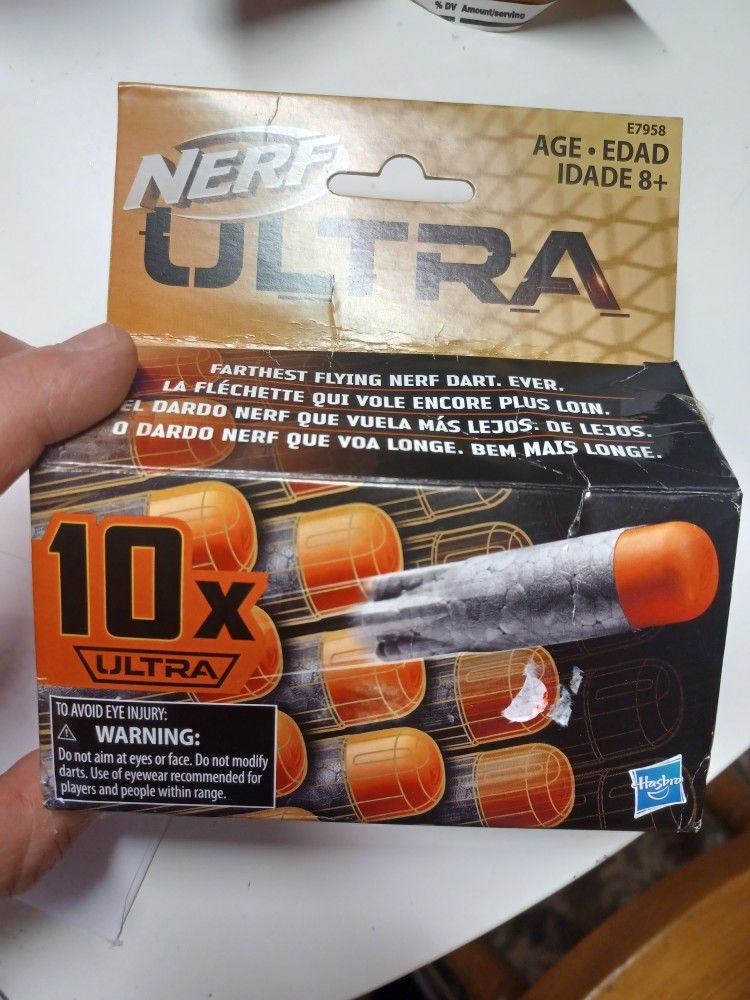 % DV Amount/serving
E7958
AGE • EDAD
IDADE 8+
NERF
ULTRA
FARTHEST FLYING NERF DART. EVER.
LA FLÉCHETTE QUI VOLE ENCORE PLUS LOIN.
EL DARDO NERF QUE VUELA MÁS LEJOS. DE LEJOS.
O DARDO NERF QUE VOA LONGE. BEM MAIS LONGE.
10x
ULTRA
TO AVOID EYE INJURY:
⚠ WARNING:
Do not aim at eyes or face. Do not modify
darts. Use of eyewear recommended for
players and people within range.
Hasbro